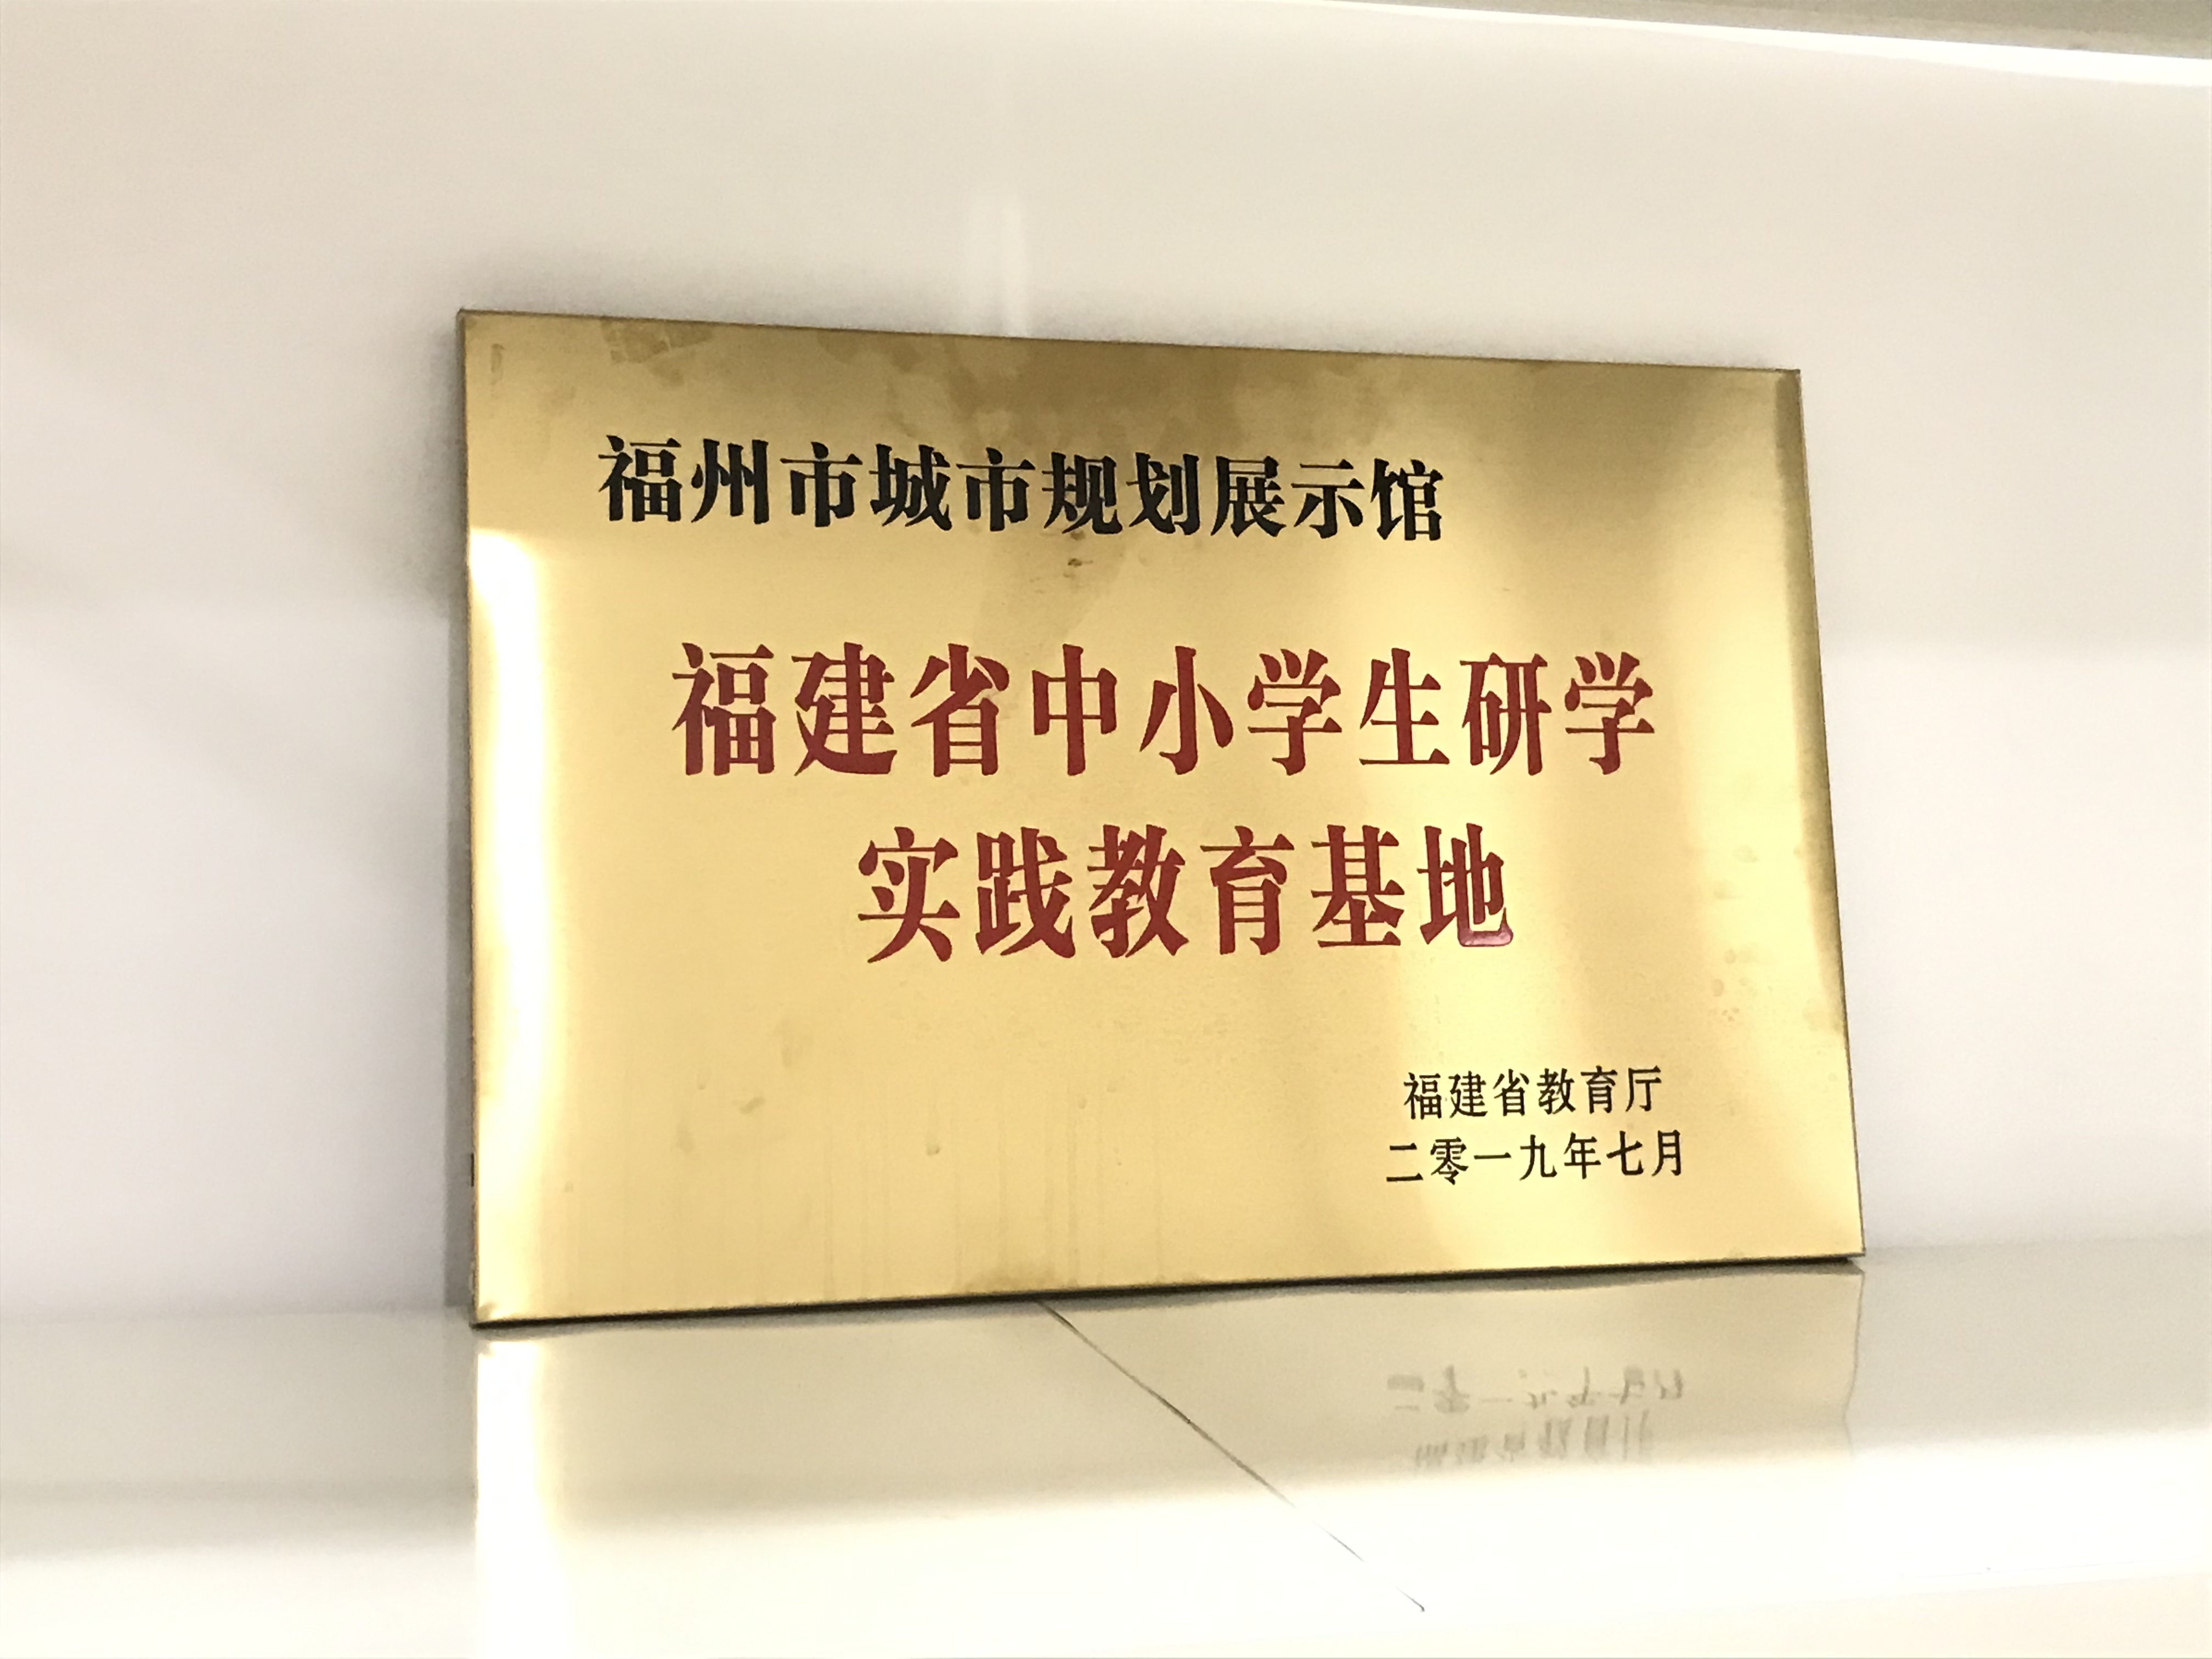 福州市城市规划展示馆
福建省中小学生研学
实践教育基地
福建省教育厅
二零一九年七月